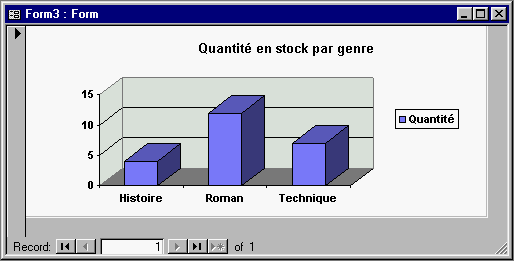 Form3 : Form
Quantité en stock par genre
15
10
5
0
Histoire Roman Technique
Quantité
Record: 1 of 1